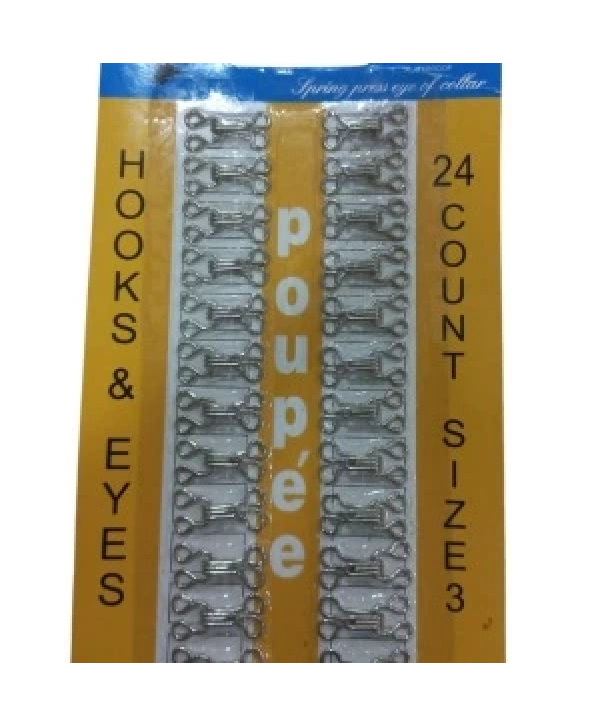 Spring press eye of collar
HOOKS & EYES
poupée
24 COUNT SIZE 3